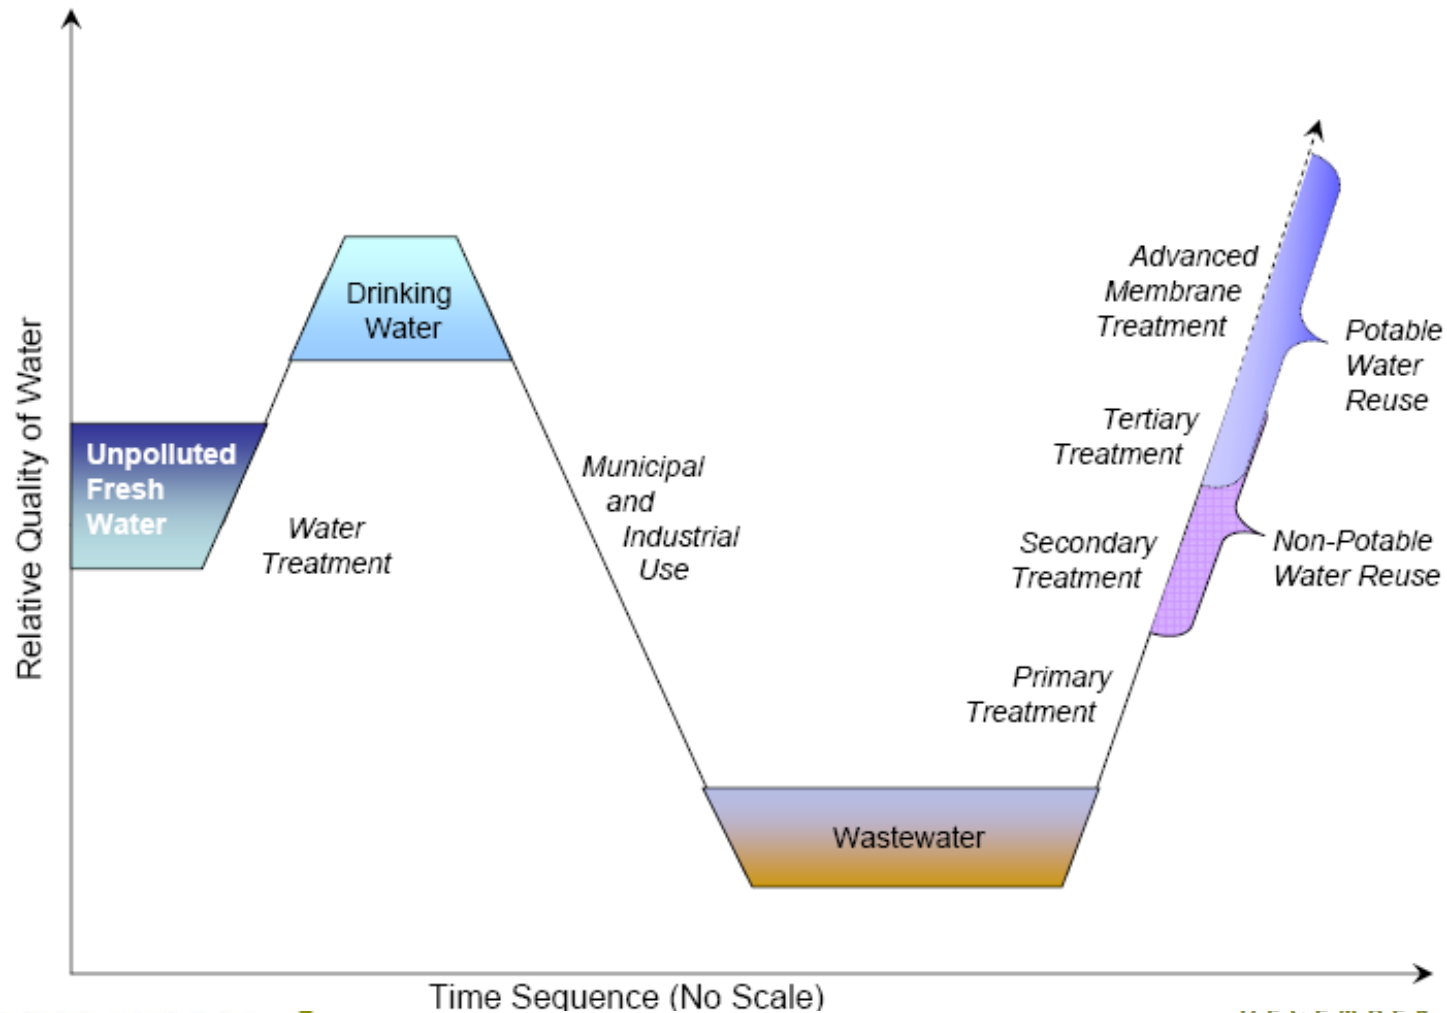 Relative Quality of Water
Unpolluted
Fresh
Water
Drinking
Water
Water
Treatment
Municipal
and
Industrial
Use
Wastewater
Primary
Treatment
Secondary
Treatment
Tertiary
Treatment
Advanced
Membrane
Treatment
Potable
Water
Reuse
Non-Potable
Water Reuse
Time Sequence (No Scale)